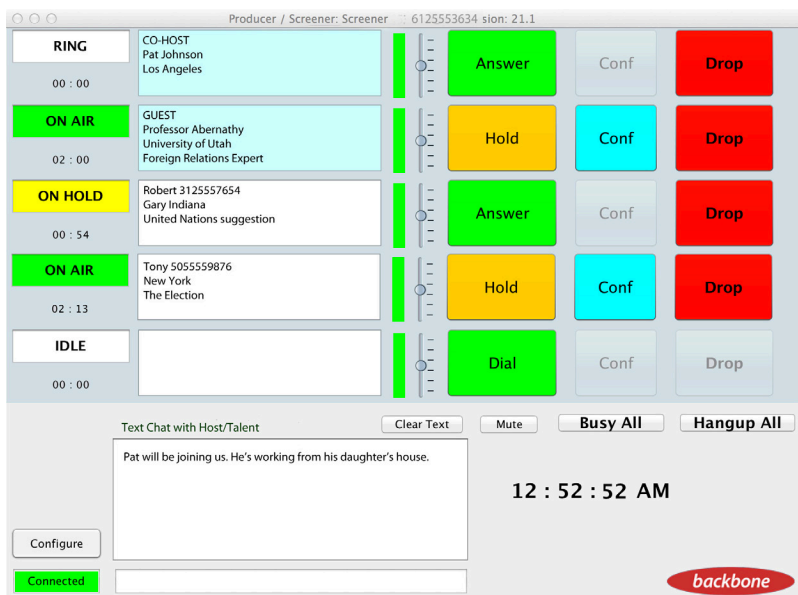 Producer / Screener: Screener 6125553634 sion: 21.1
RING
00 : 00
CO-HOST
Pat Johnson
Los Angeles
Answer
Conf
Drop
ON AIR
02 : 00
GUEST
Professor Abernathy
University of Utah
Foreign Relations Expert
Hold
Conf
Drop
ON HOLD
00 : 54
Robert 3125557654
Gary Indiana
United Nations suggestion
Answer
Conf
Drop
ON AIR
02 : 13
Tony 5055559876
New York
The Election
Hold
Conf
Drop
IDLE
00 : 00
Dial
Conf
Drop
Text Chat with Host/Talent
Clear Text
Mute
Busy All
Hangup All
Pat will be joining us. He's working from his daughter's house.
12 : 52 : 52 AM
Configure
Connected
backbone